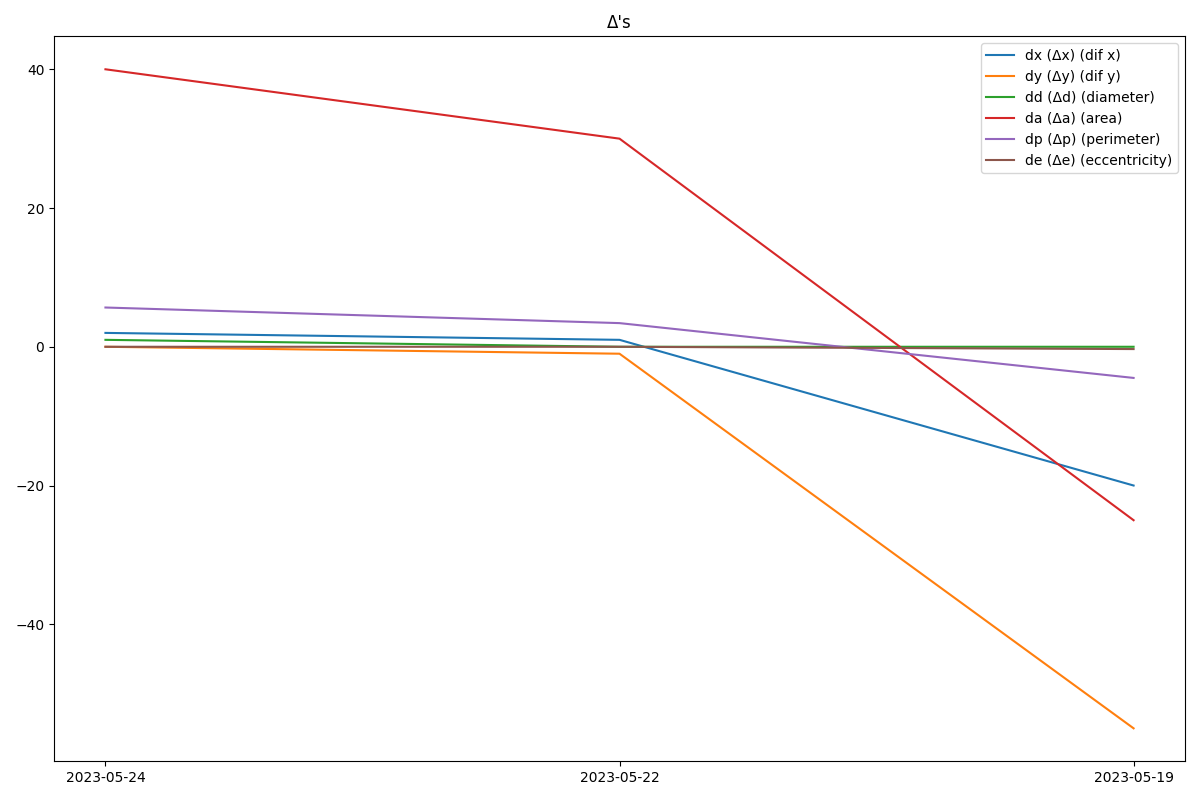 Δ's
dx (Δx) (dif x)
dy (Δy) (dif y)
dd (Δd) (diameter)
da (Δa) (area)
dp (Δp) (perimeter)
de (Δe) (eccentricity)
40
20
0
−20
−40
2023-05-24 2023-05-22 2023-05-19